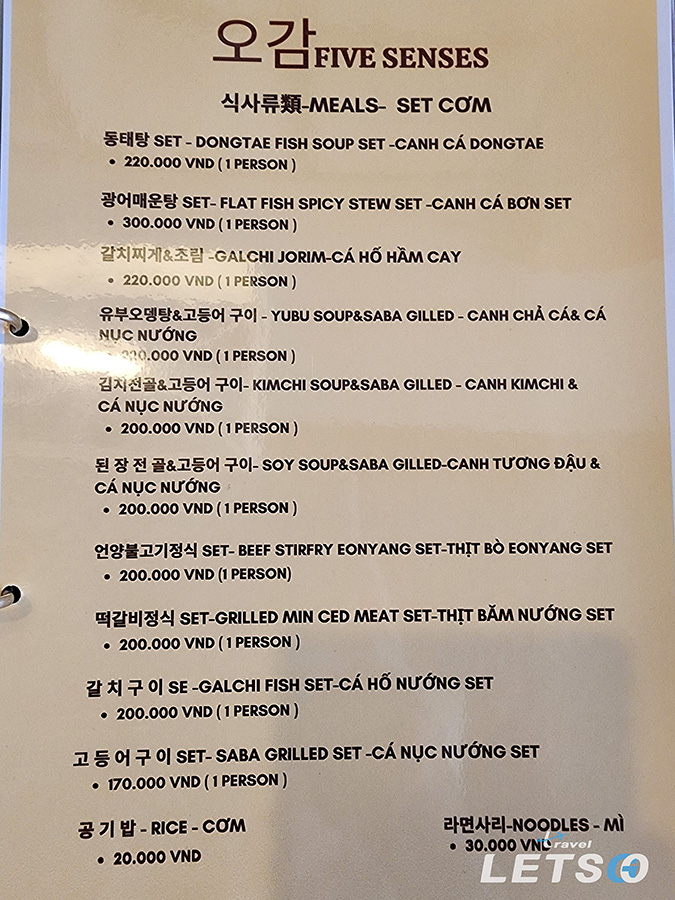 오감 FIVE SENSES
식사류類-MEALS- SET CƠM
동태탕 SET - DONGTAE FISH SOUP SET -CANH CÁ DONGTAE
• 220.000 VND ( 1 PERSON )
광어매운탕 SET- FLAT FISH SPICY STEW SET -CANH CÁ BƠN SET
• 300.000 VND ( 1 PERSON )
갈치찌게&조림 -GALCHI JORIM-CÁ HỐ HẦM CAY
• 220.000 VND ( 1 PERSON )
유부오뎅탕&고등어 구이 - YUBU SOUP&SABA GILLED - CANH CHẢ CÁ& CÁ
NỤC NƯỚNG
.000 VND ( 1 PERSON )
김치전골&고등어 구이- KIMCHI SOUP&SABA GILLED - CANH KIMCHI &
CÁ NỤC NƯỚNG
• 200.000 VND ( 1 PERSON )
된 장 전 골&고등어 구이- SOY SOUP&SABA GILLED-CANH TƯƠNG ĐẬU &
CÁ NỤC NƯỚNG
• 200.000 VND ( 1 PERSON )
언양불고기정식 SET- BEEF STIRFRY EONYANG SET-THỊT BÒ EONYANG SET
• 200.000 VND (1 PERSON)
떡갈비정식 SET-GRILLED MIN CED MEAT SET-THỊT BĂM NƯỚNG SET
• 200.000 VND ( 1 PERSON )
갈 치 구 이 SE -GALCHI FISH SET-CÁ HỐ NƯỚNG SET
• 200.000 VND ( 1 PERSON )
고 등 어 구 이 SET- SABA GRILLED SET -CÁ NỤC NƯỚNG SET
• 170.000 VND ( 1 PERSON )
공 기 밥 - RICE - CƠM
• 20.000 VND
라면사리-NOODLES - MÌ
• 30.000 VND
travel
LETSGO